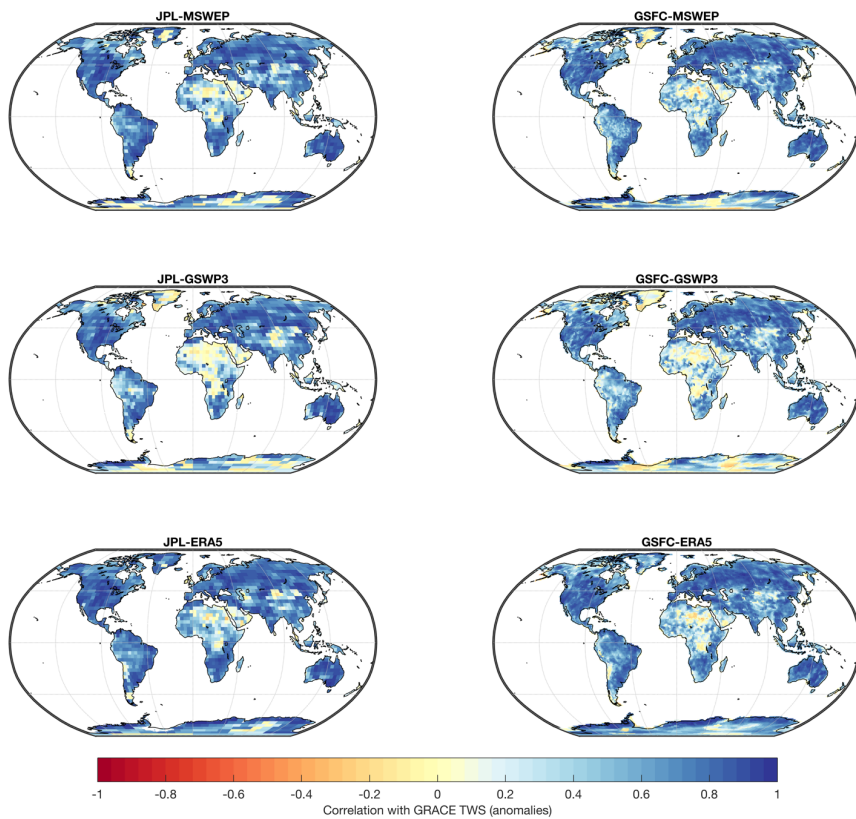 JPL-MSWEP GSFC-MSWEP
JPL-GSWP3 GSFC-GSWP3
JPL-ERA5 GSFC-ERA5
-1 -0.8 -0.6 -0.4 -0.2 0 0.2 0.4 0.6 0.8 1
Correlation with GRACE TWS (anomalies)